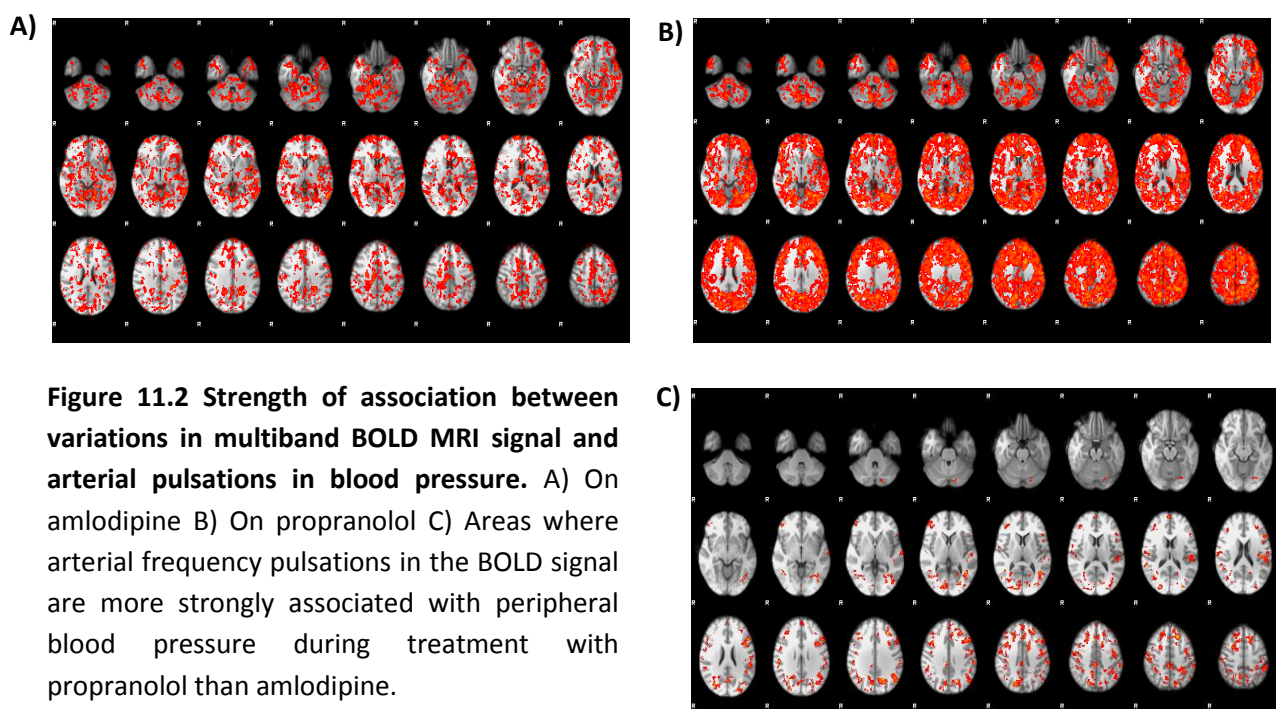 A)
B)
Figure 11.2 Strength of association between
variations in multiband BOLD MRI signal and
arterial pulsations in blood pressure. A) On
amlodipine B) On propranolol C) Areas where
arterial frequency pulsations in the BOLD signal
are more strongly associated with peripheral
blood pressure during treatment with
propranolol than amlodipine.
C)
R R R R R R R R
R R R R R R R R
R R R R R R R R
R R R R R R R R
R R R R R R R R
R R R R R R R R
R R R R R R R R
R R R R R R R R
R R R R R R R R
R R R R R R R R
R R R R R R R R
R R R R R R R R